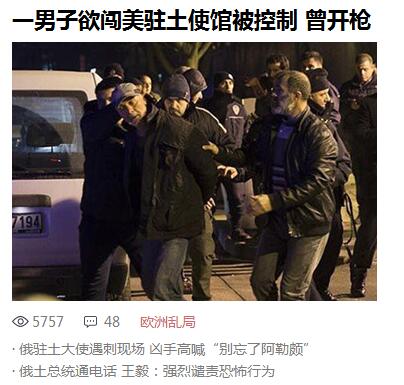 一男子欲闯美驻土使馆被控制 曾开枪
7194
5757 48 欧洲乱局
· 俄驻土大使遇刺现场 凶手高喊“别忘了阿勒颇”
· 俄土总统通电话 王毅：强烈谴责恐怖行为